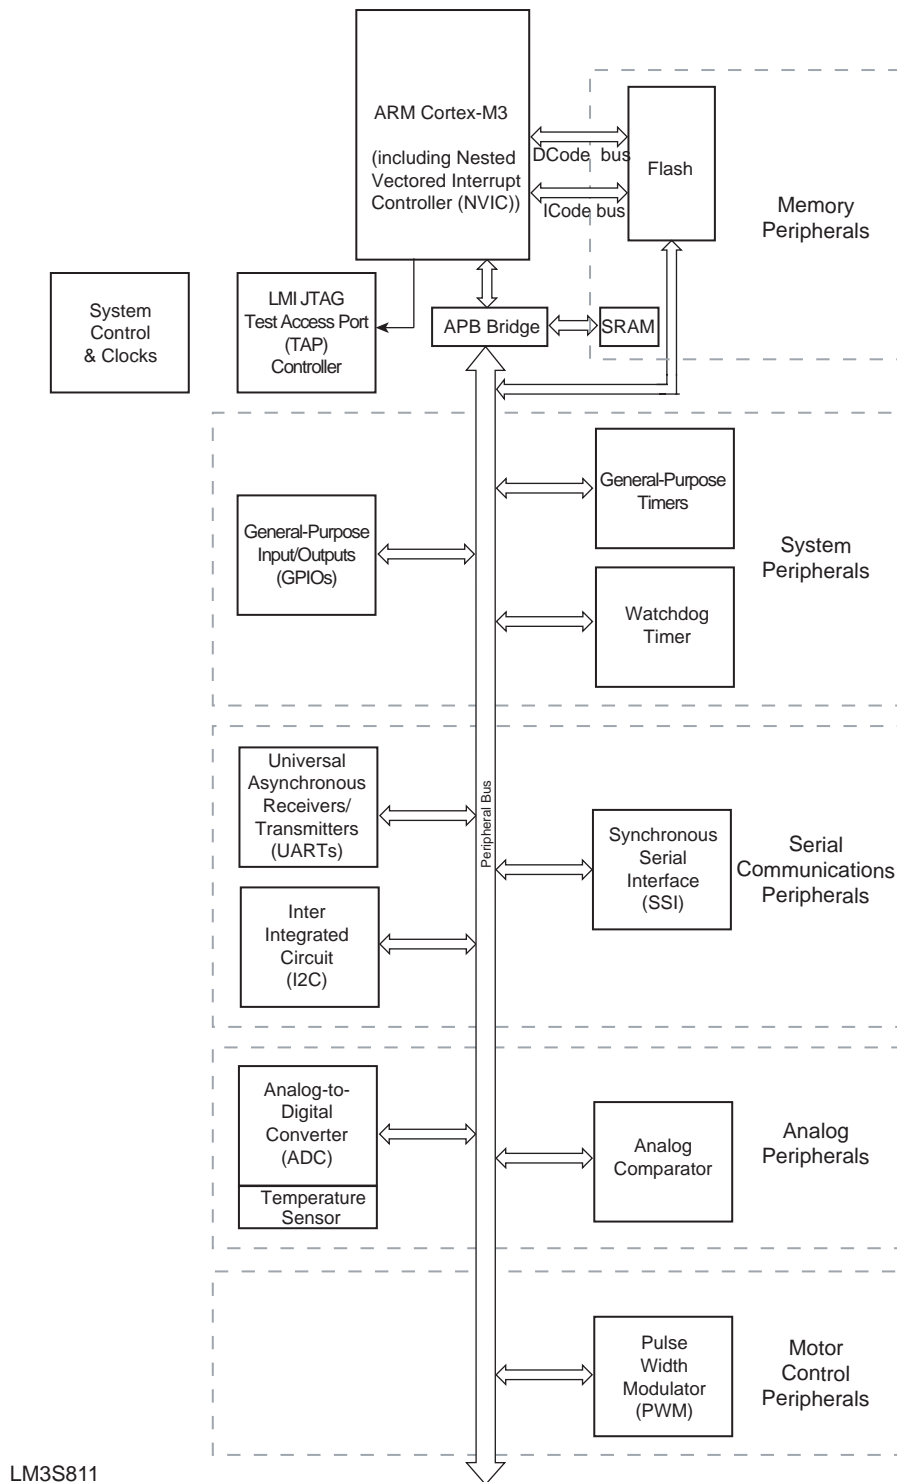 ARM Cortex-M3
(including Nested
Vectored Interrupt
Controller (NVIC))
DCode bus
ICode bus
Flash
Memory
Peripherals
System
Control
& Clocks
LMI JTAG
Test Access Port
(TAP)
Controller
APB Bridge
SRAM
General-Purpose
Input/Outputs
(GPIOs)
General-Purpose
Timers
Watchdog
Timer
System
Peripherals
Peripheral Bus
Universal
Asynchronous
Receivers/
Transmitters
(UARTs)
Inter
Integrated
Circuit
(I2C)
Synchronous
Serial
Interface
(SSI)
Serial
Communications
Peripherals
Analog-to-
Digital
Converter
(ADC)
Temperature
Sensor
Analog
Comparator
Analog
Peripherals
Pulse
Width
Modulator
(PWM)
Motor
Control
Peripherals
LM3S811